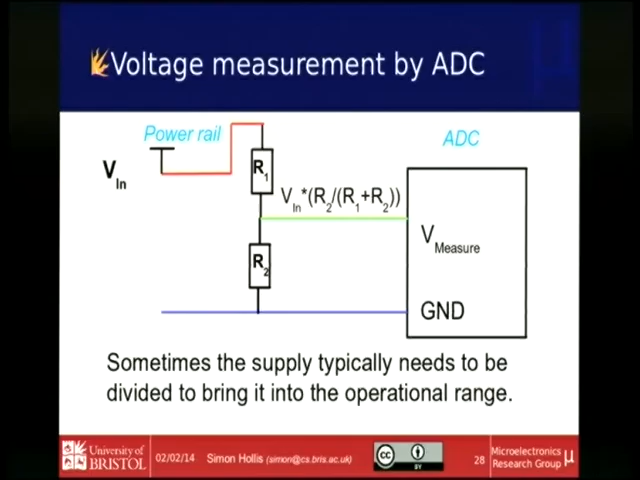 Voltage measurement by ADC
Power rail
ADC
V_In
R_1
V_In*(R_2/(R_1+R_2))
V_Measure
R_2
GND
Sometimes the supply typically needs to be
divided to bring it into the operational range.
University of
BRISTOL
02/02/14
Simon Hollis (simon@cs.bris.ac.uk)
cc
BY
28
Microelectronics
Research Group
μ